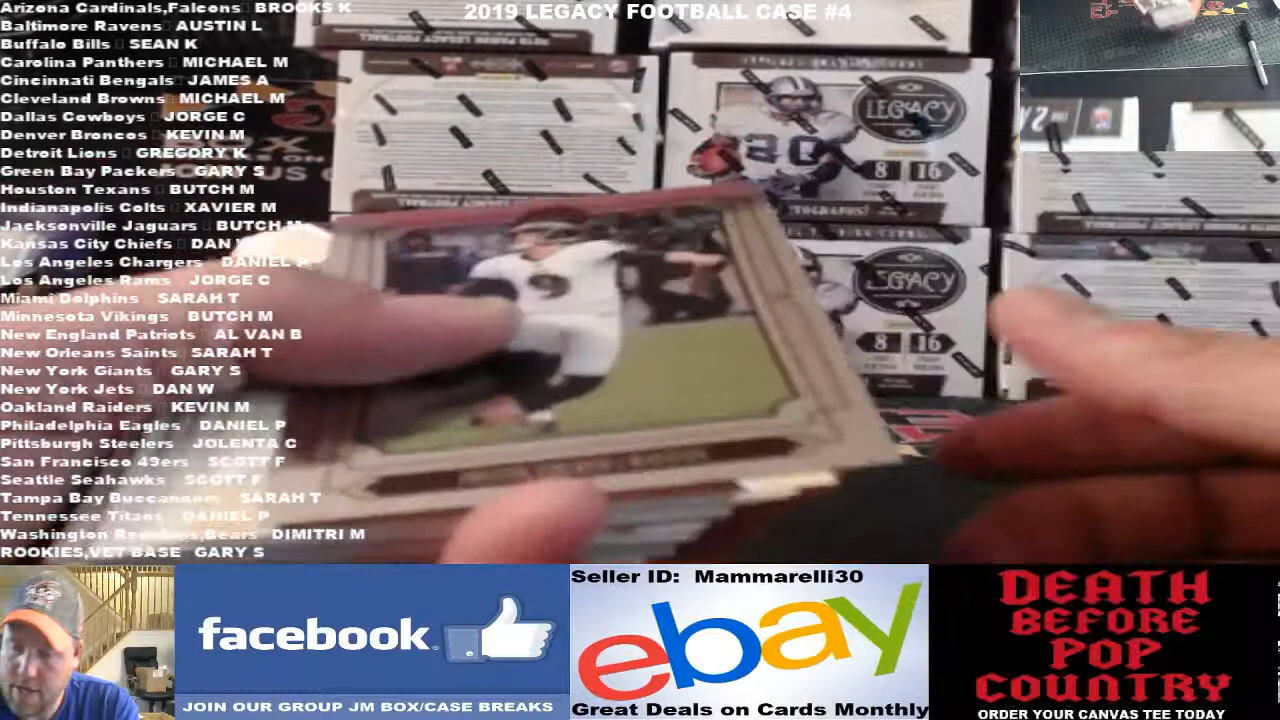 2019 LEGACY FOOTBALL CASE #4
Arizona Cardinals,Falcons BROOKS K
Baltimore Ravens AUSTIN L
Buffalo Bills SEAN K
Carolina Panthers MICHAEL M
Cincinnati Bengals JAMES A
Cleveland Browns MICHAEL M
Dallas Cowboys JORGE C
Denver Broncos KEVIN M
Detroit Lions GREGORY K
Green Bay Packers GARY S
Houston Texans BUTCH M
Indianapolis Colts XAVIER M
Jacksonville Jaguars BUTCH M
Kansas City Chiefs DAN
Los Angeles Chargers DANIEL P
Los Angeles Rams JORGE C
Miami Dolphins SARAH T
Minnesota Vikings BUTCH M
New England Patriots AL VAN B
New Orleans Saints SARAH T
New York Giants GARY S
New York Jets DAN W
Oakland Raiders KEVIN M
Philadelphia Eagles DANIEL P
Pittsburgh Steelers JOLENTA C
San Francisco 49ers SCOTT F
Seattle Seahawks SCOTT F
Tampa Bay Buccaneers SARAH T
Tennessee Titans DANIEL P
Washington Redskins,Bears DIMITRI M
ROOKIES,VET BASE GARY S
LEGACY
8 16
LEGACY
8 16
facebook
JOIN OUR GROUP JM BOX/CASE BREAKS
Seller ID: Mammarelli30
ebay
Great Deals on Cards Monthly
DEATH
BEFORE
POP
COUNTRY
ORDER YOUR CANVAS TEE TODAY